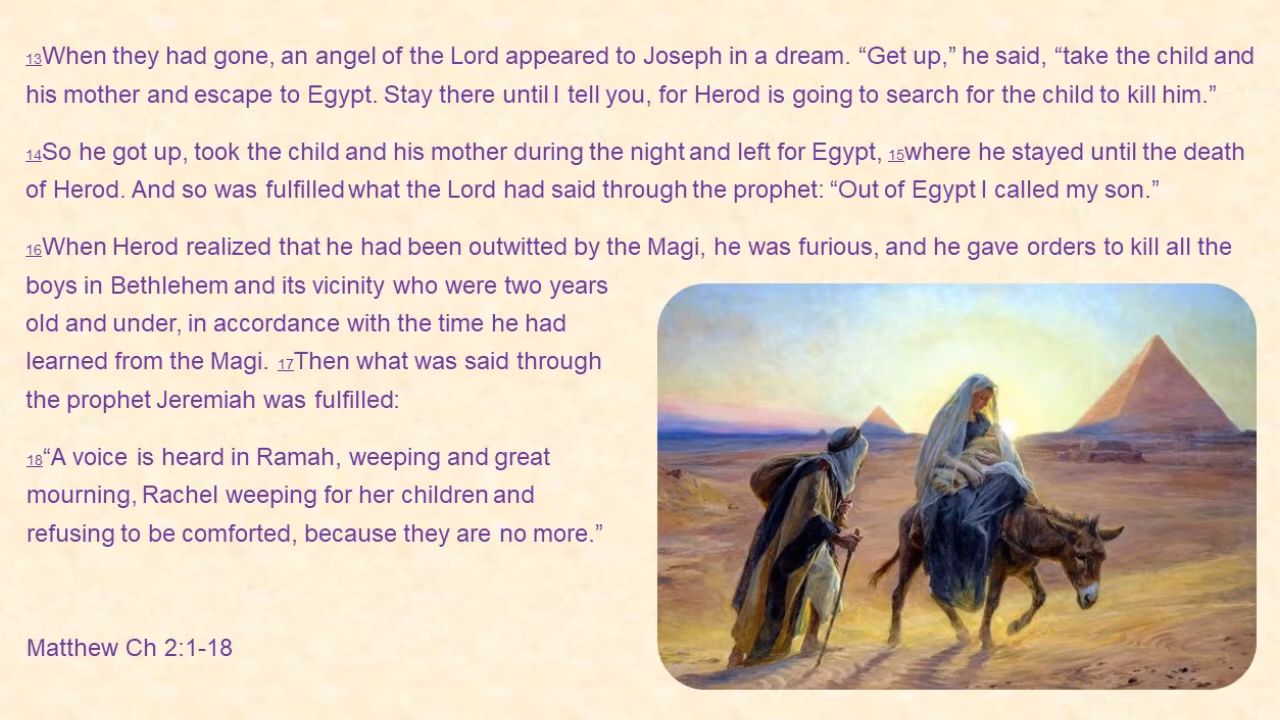 13When they had gone, an angel of the Lord appeared to Joseph in a dream. “Get up,” he said, “take the child and
his mother and escape to Egypt. Stay there until I tell you, for Herod is going to search for the child to kill him.”
14So he got up, took the child and his mother during the night and left for Egypt, 15where he stayed until the death
of Herod. And so was fulfilled what the Lord had said through the prophet: “Out of Egypt I called my son.”
16When Herod realized that he had been outwitted by the Magi, he was furious, and he gave orders to kill all the
boys in Bethlehem and its vicinity who were two years
old and under, in accordance with the time he had
learned from the Magi. 17Then what was said through
the prophet Jeremiah was fulfilled:
18“A voice is heard in Ramah, weeping and great
mourning, Rachel weeping for her children and
refusing to be comforted, because they are no more.”
Matthew Ch 2:1-18